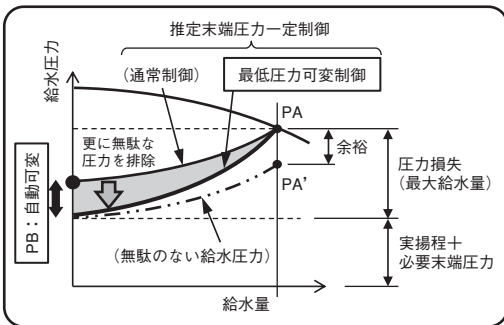 推定末端圧力一定制御
給水圧力
(通常制御)
最低圧力可変制御
PA
更に無駄な
圧力を排除
余裕
PA'
圧力損失
(最大給水量)
PB：自動可変
(無駄のない給水圧力)
実揚程＋
必要末端圧力
給水量